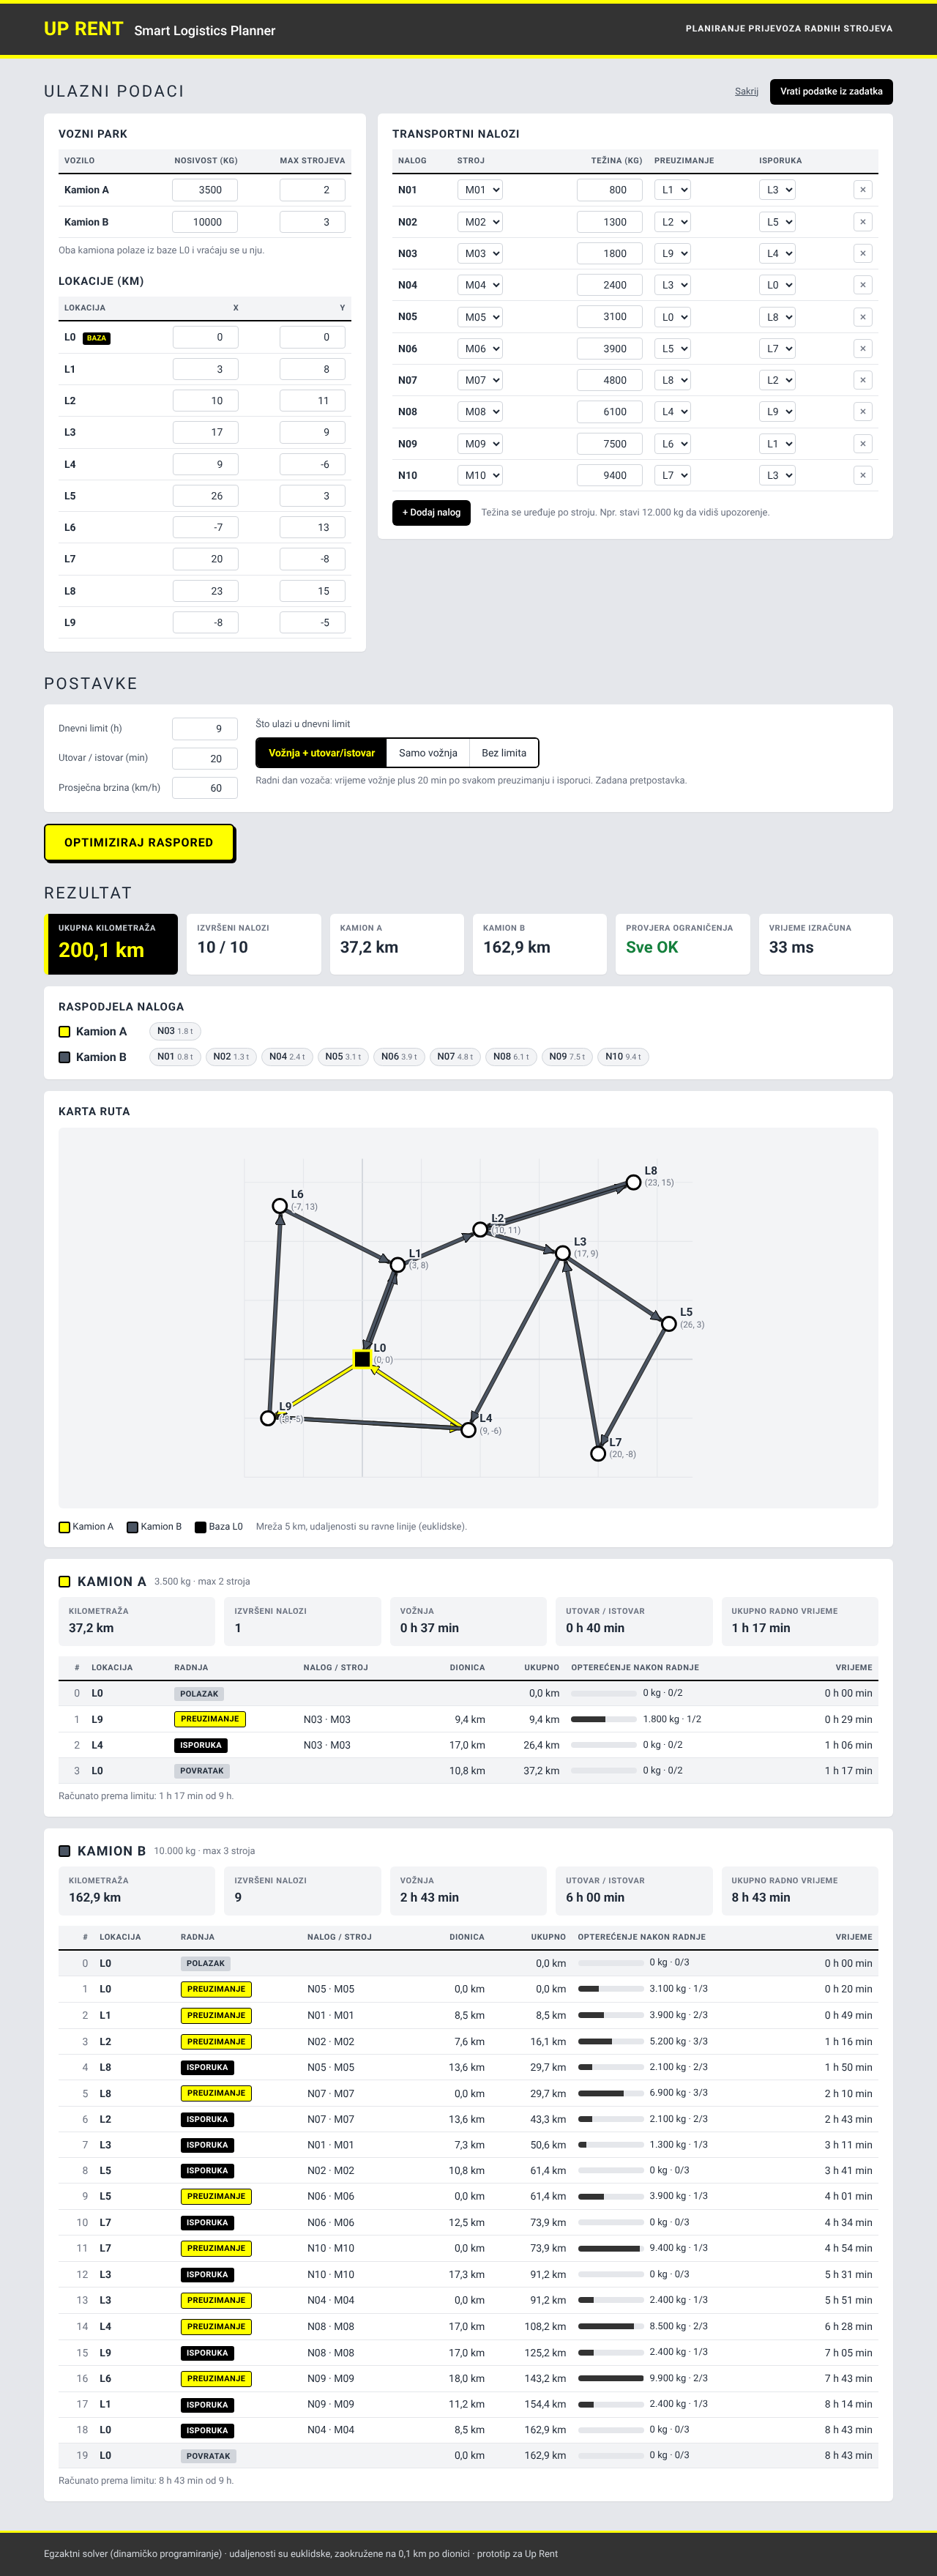 UP RENT Smart Logistics Planner PLANIRANJE PRIJEVOZA RADNIH STROJEVA
ULAZNI PODACI Sakrij Vrati podatke iz zadatka
VOZNI PARK
VOZILO NOSIVOST (KG) MAX STROJEVA
Kamion A 3500 2
Kamion B 10000 3
Oba kamiona polaze iz baze L0 i vraćaju se u nju.
LOKACIJE (KM)
LOKACIJA X Y
L0 BAZA 0 0
L1 3 8
L2 10 11
L3 17 9
L4 9 -6
L5 26 3
L6 -7 13
L7 20 -8
L8 23 15
L9 -8 -5
TRANSPORTNI NALOZI
NALOG STROJ TEŽINA (KG) PREUZIMANJE ISPORUKA
N01 M01 800 L1 L3 ×
N02 M02 1300 L2 L5 ×
N03 M03 1800 L9 L4 ×
N04 M04 2400 L3 L0 ×
N05 M05 3100 L0 L8 ×
N06 M06 3900 L5 L7 ×
N07 M07 4800 L8 L2 ×
N08 M08 6100 L4 L9 ×
N09 M09 7500 L6 L1 ×
N10 M10 9400 L7 L3 ×
+ Dodaj nalog Težina se uređuje po stroju. Npr. stavi 12.000 kg da vidiš upozorenje.
POSTAVKE
Dnevni limit (h) 9
Utovar / istovar (min) 20
Prosječna brzina (km/h) 60
Što ulazi u dnevni limit
Vožnja + utovar/istovar Samo vožnja Bez limita
Radni dan vozača: vrijeme vožnje plus 20 min po svakom preuzimanju i isporuci. Zadana pretpostavka.
OPTIMIZIRAJ RASPORED
REZULTAT
UKUPNA KILOMETRAŽA IZVRŠENI NALOZI KAMION A KAMION B PROVJERA OGRANIČENJA VRIJEME IZRAČUNA
200,1 km 10 / 10 37,2 km 162,9 km Sve OK 33 ms
RASPODJELA NALOGA
Kamion A N03 1.8 t
Kamion B N01 0.8 t N02 1.3 t N04 2.4 t N05 3.1 t N06 3.9 t N07 4.8 t N08 6.1 t N09 7.5 t N10 9.4 t
KARTA RUTA
L8
(23, 15)
L6
(-7, 13)
L2
(10, 11)
L3
(17, 9)
L1
(3, 8)
L5
(26, 3)
L0
(0, 0)
L9
(-8, -5)
L4
(9, -6)
L7
(20, -8)
Kamion A Kamion B Baza L0 Mreža 5 km, udaljenosti su ravne linije (euklidske).
KAMION A 3.500 kg · max 2 stroja
KILOMETRAŽA IZVRŠENI NALOZI VOŽNJA UTOVAR / ISTOVAR UKUPNO RADNO VRIJEME
37,2 km 1 0 h 37 min 0 h 40 min 1 h 17 min
# LOKACIJA RADNJA NALOG / STROJ DIONICA UKUPNO OPTEREĆENJE NAKON RADNJE VRIJEME
0 L0 POLAZAK 0,0 km 0 kg · 0/2 0 h 00 min
1 L9 PREUZIMANJE N03 · M03 9,4 km 9,4 km 1.800 kg · 1/2 0 h 29 min
2 L4 ISPORUKA N03 · M03 17,0 km 26,4 km 0 kg · 0/2 1 h 06 min
3 L0 POVRATAK 10,8 km 37,2 km 0 kg · 0/2 1 h 17 min
Računato prema limitu: 1 h 17 min od 9 h.
KAMION B 10.000 kg · max 3 stroja
KILOMETRAŽA IZVRŠENI NALOZI VOŽNJA UTOVAR / ISTOVAR UKUPNO RADNO VRIJEME
162,9 km 9 2 h 43 min 6 h 00 min 8 h 43 min
# LOKACIJA RADNJA NALOG / STROJ DIONICA UKUPNO OPTEREĆENJE NAKON RADNJE VRIJEME
0 L0 POLAZAK 0,0 km 0 kg · 0/3 0 h 00 min
1 L0 PREUZIMANJE N05 · M05 0,0 km 0,0 km 3.100 kg · 1/3 0 h 20 min
2 L1 PREUZIMANJE N01 · M01 8,5 km 8,5 km 3.900 kg · 2/3 0 h 49 min
3 L2 PREUZIMANJE N02 · M02 7,6 km 16,1 km 5.200 kg · 3/3 1 h 16 min
4 L8 ISPORUKA N05 · M05 13,6 km 29,7 km 2.100 kg · 2/3 1 h 50 min
5 L8 PREUZIMANJE N07 · M07 0,0 km 29,7 km 6.900 kg · 3/3 2 h 10 min
6 L2 ISPORUKA N07 · M07 13,6 km 43,3 km 2.100 kg · 2/3 2 h 43 min
7 L3 ISPORUKA N01 · M01 7,3 km 50,6 km 1.300 kg · 1/3 3 h 11 min
8 L5 ISPORUKA N02 · M02 10,8 km 61,4 km 0 kg · 0/3 3 h 41 min
9 L5 PREUZIMANJE N06 · M06 0,0 km 61,4 km 3.900 kg · 1/3 4 h 01 min
10 L7 ISPORUKA N06 · M06 12,5 km 73,9 km 0 kg · 0/3 4 h 34 min
11 L7 PREUZIMANJE N10 · M10 0,0 km 73,9 km 9.400 kg · 1/3 4 h 54 min
12 L3 ISPORUKA N10 · M10 17,3 km 91,2 km 0 kg · 0/3 5 h 31 min
13 L3 PREUZIMANJE N04 · M04 0,0 km 91,2 km 2.400 kg · 1/3 5 h 51 min
14 L4 PREUZIMANJE N08 · M08 17,0 km 108,2 km 8.500 kg · 2/3 6 h 28 min
15 L9 ISPORUKA N08 · M08 17,0 km 125,2 km 2.400 kg · 1/3 7 h 05 min
16 L6 PREUZIMANJE N09 · M09 18,0 km 143,2 km 9.900 kg · 2/3 7 h 43 min
17 L1 ISPORUKA N09 · M09 11,2 km 154,4 km 2.400 kg · 1/3 8 h 14 min
18 L0 ISPORUKA N04 · M04 8,5 km 162,9 km 0 kg · 0/3 8 h 43 min
19 L0 POVRATAK 0,0 km 162,9 km 0 kg · 0/3 8 h 43 min
Računato prema limitu: 8 h 43 min od 9 h.
Egzaktni solver (dinamičko programiranje) · udaljenosti su euklidske, zaokružene na 0,1 km po dionici · prototip za Up Rent